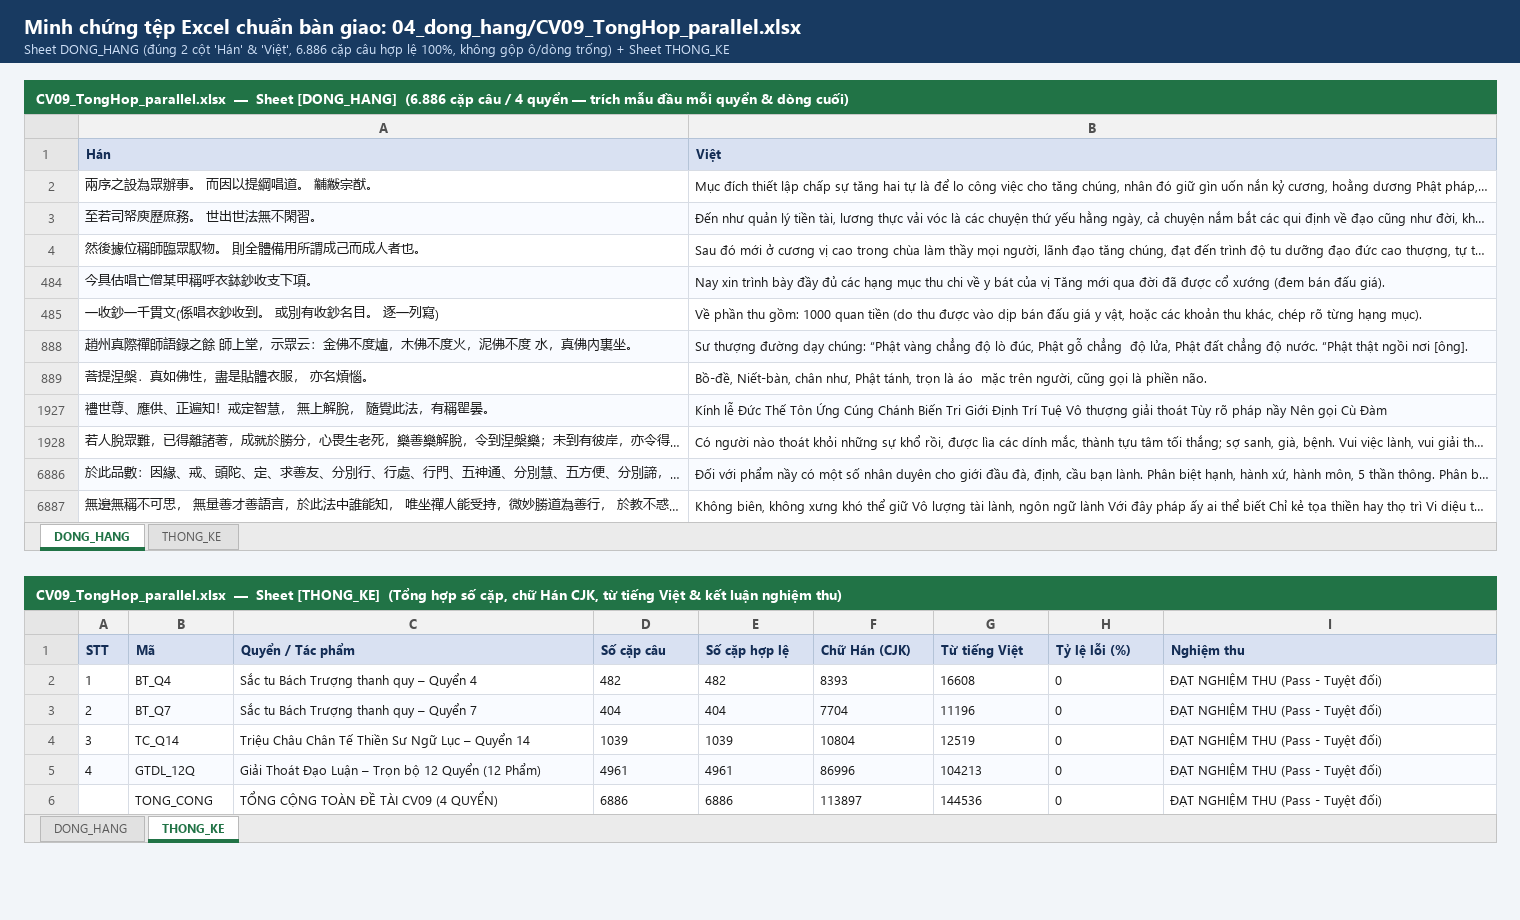 Minh chứng tệp Excel chuẩn bàn giao: 04_dong_hang/CV09_TongHop_parallel.xlsx
Sheet DONG_HANG (đúng 2 cột 'Hán' & 'Việt', 6.886 cặp câu hợp lệ 100%, không gộp ô/dòng trống) + Sheet THONG_KE
CV09_TongHop_parallel.xlsx — Sheet [DONG_HANG] (6.886 cặp câu / 4 quyển — trích mẫu đầu mỗi quyển & dòng cuối)
A B
1 Hán Việt
2 兩序之設為眾辦事。 而因以提綱唱道。 黼黻宗猷。 Mục đích thiết lập chấp sự tăng hai tự là để lo công việc cho tăng chúng, nhân đó giữ gìn uốn nắn kỷ cương, hoằng dương Phật pháp,...
3 至若司帑庾歷庶務。 世出世法無不閑習。 Đến như quản lý tiền tài, lương thực vải vóc là các chuyện thứ yếu hằng ngày, cả chuyện nắm bắt các qui định về đạo cũng như đời, kh...
4 然後據位稱師臨眾馭物。 則全體備用所謂成己而成人者也。 Sau đó mới ở cương vị cao trong chùa làm thầy mọi người, lãnh đạo tăng chúng, đạt đến trình độ tu dưỡng đạo đức cao thượng, tự t...
484 今具估唱亡僧某甲稱呼衣鉢鈔收支下項。 Nay xin trình bày đầy đủ các hạng mục thu chi về y bát của vị Tăng mới qua đời đã được cổ xướng (đem bán đấu giá).
485 一收鈔一千貫文(係唱衣鈔收到。 或別有收鈔名目。 逐一列寫) Về phần thu gồm: 1000 quan tiền (do thu được vào dịp bán đấu giá y vật, hoặc các khoản thu khác, chép rõ từng hạng mục).
888 趙州真際禪師語錄之餘 師上堂，示眾云：金佛不度爐，木佛不度火，泥佛不度 水，真佛內裏坐。 Sư thượng đường dạy chúng: “Phật vàng chẳng độ lò đúc, Phật gỗ chẳng độ lửa, Phật đất chẳng độ nước. “Phật thật ngồi nơi [ông].
889 菩提涅槃．真如佛性，盡是貼體衣服， 亦名煩惱。 Bồ-đề, Niết-bàn, chân như, Phật tánh, trọn là áo mặc trên người, cũng gọi là phiền não.
1927 禮世尊、應供、正遍知！戒定智慧， 無上解脫， 隨覺此法，有稱瞿曇。 Kính lễ Đức Thế Tôn Ứng Cúng Chánh Biến Tri Giới Định Trí Tuệ Vô thượng giải thoát Tùy rõ pháp nầy Nên gọi Cù Đàm
1928 若人脫眾難，已得離諸著，成就於勝分，心畏生老死，樂善樂解脫，令到涅槃樂；未到有彼岸，亦令得... Có người nào thoát khỏi những sự khổ rồi, được lìa các dính mắc, thành tựu tâm tối thắng; sợ sanh, già, bệnh. Vui việc lành, vui giải th...
6886 於此品數：因緣、戒、頭陀、定、求善友、分別行、行處、行門、五神通、分別慧、五方便、分別諦，... Đối với phẩm nầy có một số nhân duyên cho giới đầu đà, định, cầu bạn lành. Phân biệt hạnh, hành xứ, hành môn, 5 thần thông. Phân b...
6887 無邊無稱不可思， 無量善才善語言，於此法中誰能知， 唯坐禪人能受持，微妙勝道為善行， 於教不惑... Không biên, không xưng khó thể giữ Vô lượng tài lành, ngôn ngữ lành Với đây pháp ấy ai thể biết Chỉ kẻ tọa thiền hay thọ trì Vi diệu t...
DONG_HANG THONG_KE
CV09_TongHop_parallel.xlsx — Sheet [THONG_KE] (Tổng hợp số cặp, chữ Hán CJK, từ tiếng Việt & kết luận nghiệm thu)
A B C D E F G H I
1 STT Mã Quyển / Tác phẩm Số cặp câu Số cặp hợp lệ Chữ Hán (CJK) Từ tiếng Việt Tỷ lệ lỗi (%) Nghiệm thu
2 1 BT_Q4 Sắc tu Bách Trượng thanh quy – Quyển 4 482 482 8393 16608 0 ĐẠT NGHIỆM THU (Pass - Tuyệt đối)
3 2 BT_Q7 Sắc tu Bách Trượng thanh quy – Quyển 7 404 404 7704 11196 0 ĐẠT NGHIỆM THU (Pass - Tuyệt đối)
4 3 TC_Q14 Triệu Châu Chân Tế Thiền Sư Ngữ Lục – Quyển 14 1039 1039 10804 12519 0 ĐẠT NGHIỆM THU (Pass - Tuyệt đối)
5 4 GTDL_12Q Giải Thoát Đạo Luận – Trọn bộ 12 Quyển (12 Phẩm) 4961 4961 86996 104213 0 ĐẠT NGHIỆM THU (Pass - Tuyệt đối)
6 TONG_CONG TỔNG CỘNG TOÀN ĐỀ TÀI CV09 (4 QUYỂN) 6886 6886 113897 144536 0 ĐẠT NGHIỆM THU (Pass - Tuyệt đối)
DONG_HANG THONG_KE